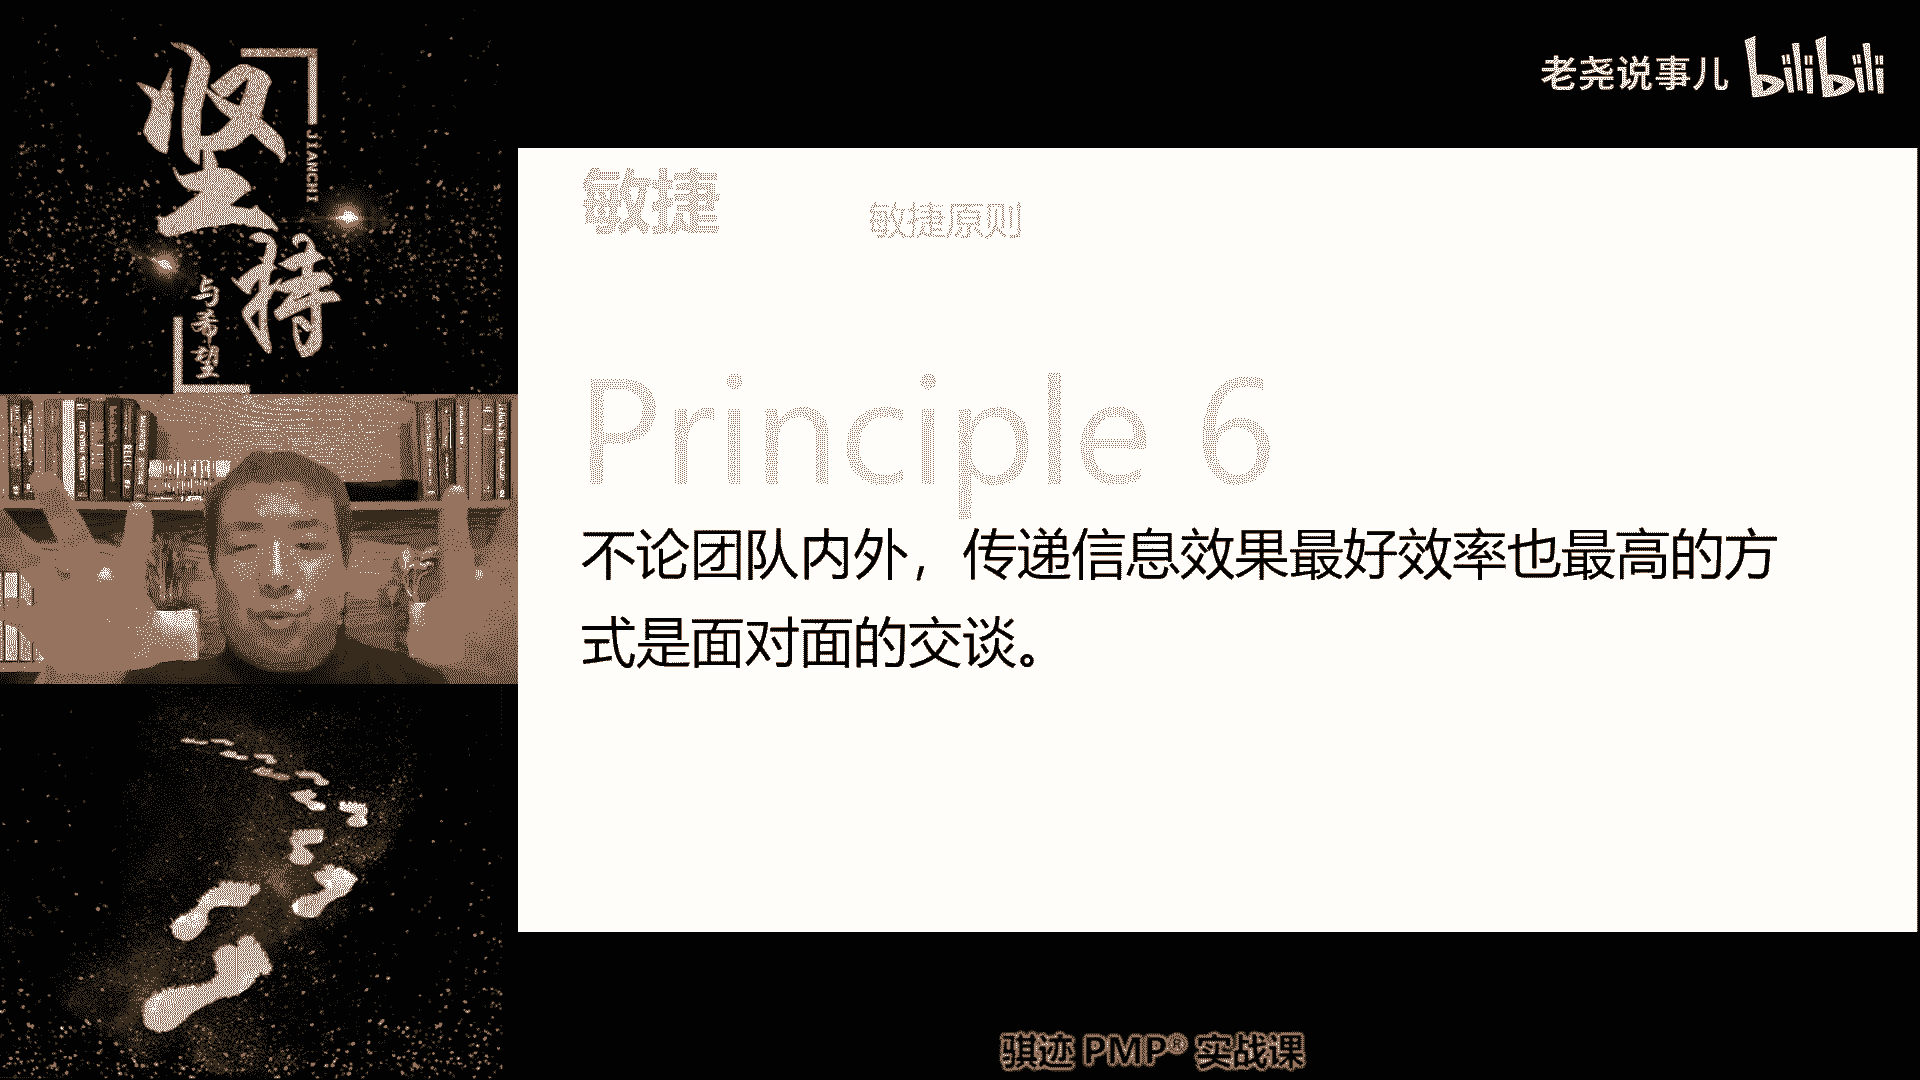 坚持
JIANCHI
与希望
老尧说事儿 bilibili
敏捷
敏捷原则
Principle 6
不论团队内外，传递信息效果最好效率也最高的方
式是面对面的交谈。
骐迹 PMP® 实战课